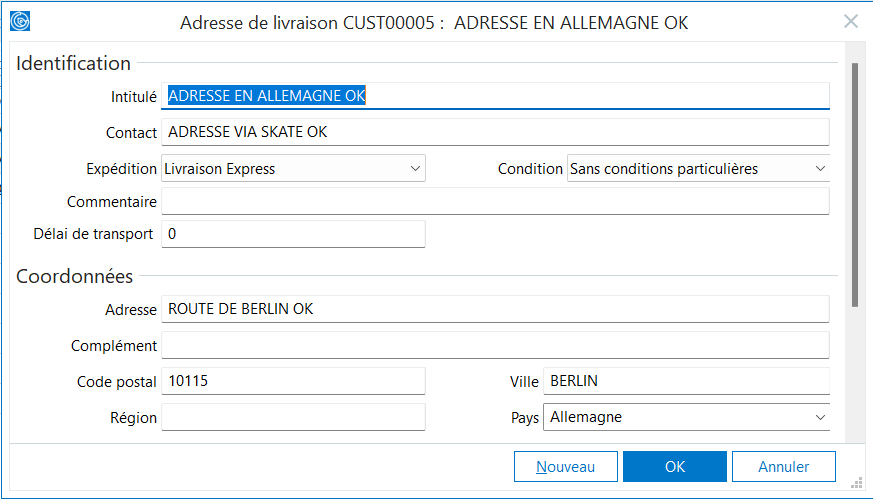 Adresse de livraison CUST00005 : ADRESSE EN ALLEMAGNE OK
Identification
Intitulé ADRESSE EN ALLEMAGNE OK
Contact ADRESSE VIA SKATE OK
Expédition Livraison Express Condition Sans conditions particulières
Commentaire
Délai de transport 0
Coordonnées
Adresse ROUTE DE BERLIN OK
Complément
Code postal 10115 Ville BERLIN
Région Pays Allemagne
Nouveau OK Annuler